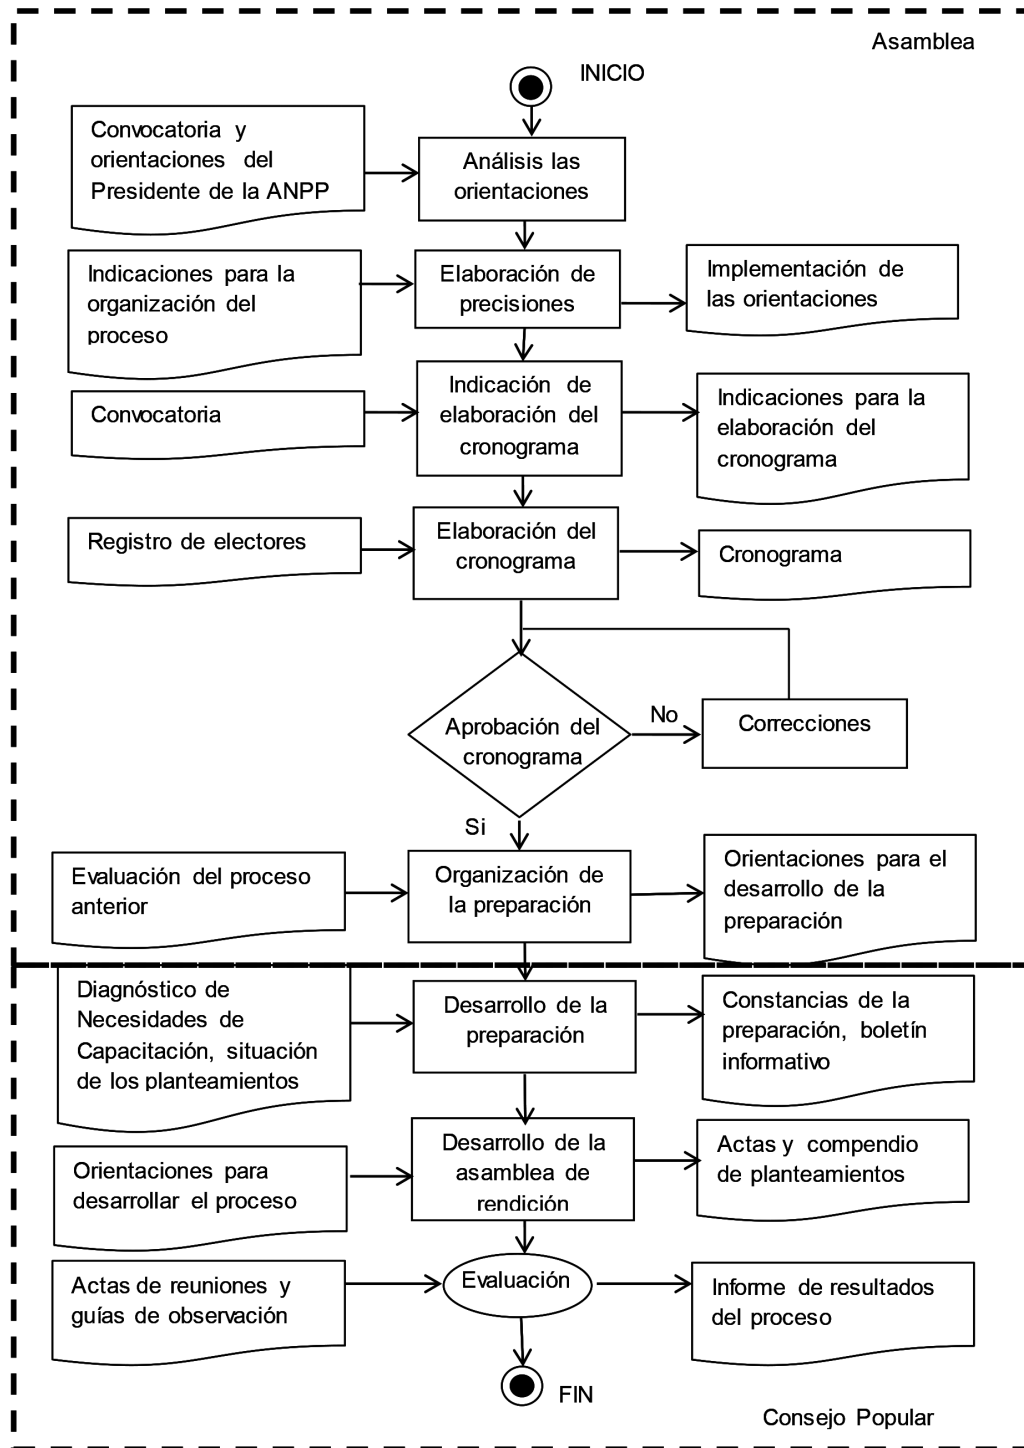 Asamblea
INICIO
Convocatoria y
orientaciones del
Presidente de la ANPP
Análisis las
orientaciones
Indicaciones para la
organización del
proceso
Elaboración de
precisiones
Implementación de
las orientaciones
Convocatoria
Indicación de
elaboración del
cronograma
Indicaciones para la
elaboración del
cronograma
Registro de electores
Elaboración del
cronograma
Cronograma
Aprobación del
cronograma
No
Correcciones
Si
Evaluación del proceso
anterior
Organización de
la preparación
Orientaciones para el
desarrollo de la
preparación
Diagnóstico de
Necesidades de
Capacitación, situación
de los planteamientos
Desarrollo de la
preparación
Constancias de la
preparación, boletín
informativo
Orientaciones para
desarrollar el proceso
Desarrollo de la
asamblea de
rendición
Actas y compendio
de planteamientos
Actas de reuniones y
guías de observación
Evaluación
Informe de resultados
del proceso
FIN
Consejo Popular